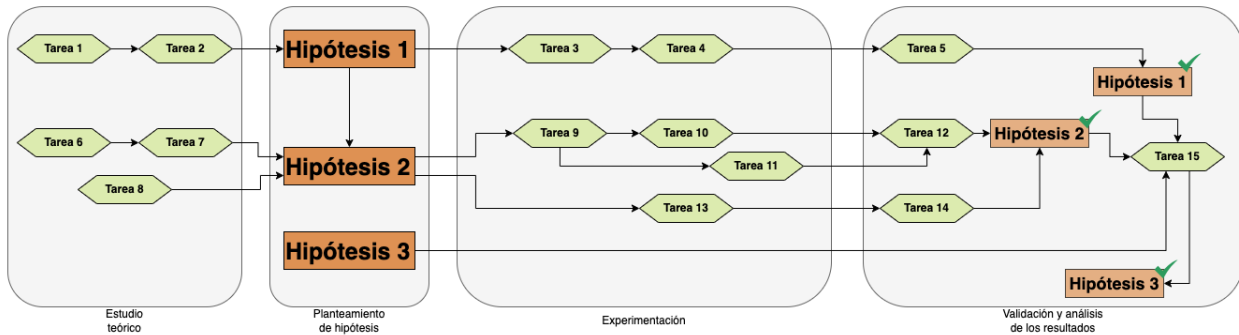 Tarea 1
Tarea 2
Hipótesis 1
Tarea 3
Tarea 4
Tarea 5
Hipótesis 1
Tarea 6
Tarea 7
Tarea 8
Hipótesis 2
Tarea 9
Tarea 10
Tarea 11
Tarea 12
Hipótesis 2
Tarea 15
Tarea 13
Tarea 14
Hipótesis 3
Hipótesis 3
Estudio
teórico
Planteamiento
de hipótesis
Experimentación
Validación y análisis
de los resultados